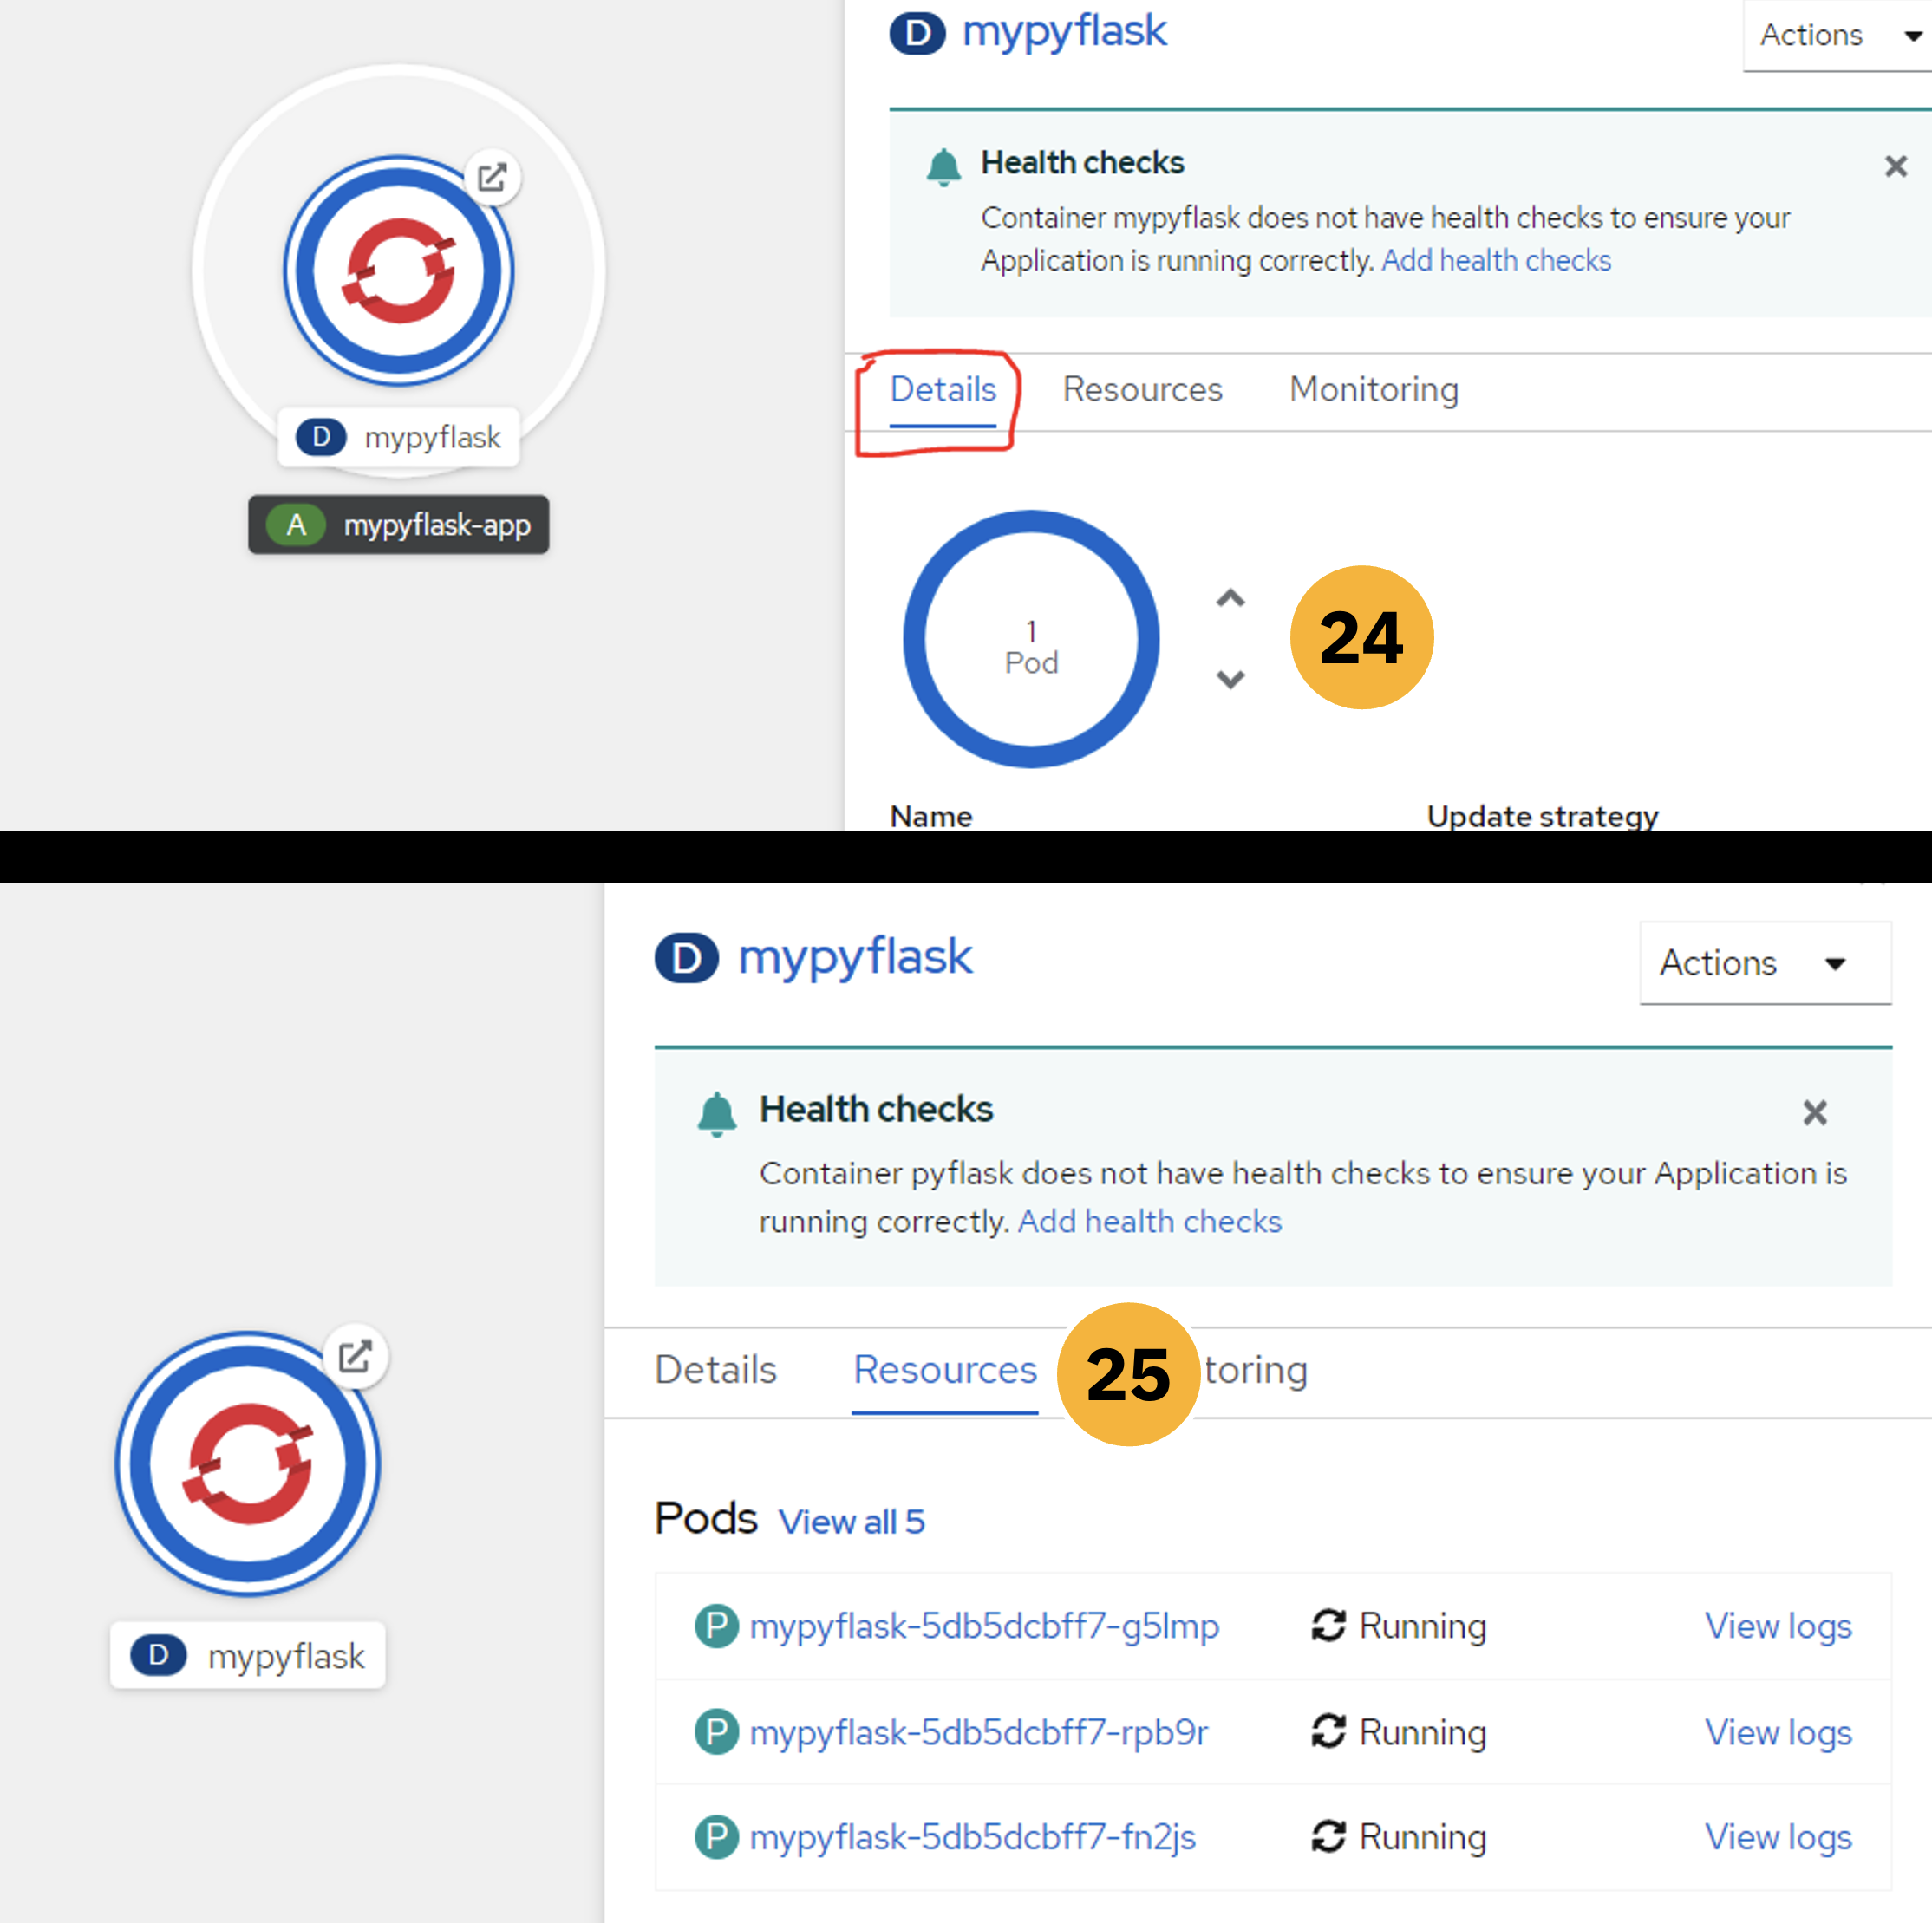 D mypyflask
Actions
Health checks
Container mypyflask does not have health checks to ensure your
Application is running correctly. Add health checks
Details Resources Monitoring
D mypyflask
A mypyflask-app
1
Pod
24
Name Update strategy
D mypyflask
Actions
Health checks
Container pyflask does not have health checks to ensure your Application is
running correctly. Add health checks
Details Resources 25 toring
Pods View all 5
P mypyflask-5db5dcbff7-g5lmp Running View logs
D mypyflask
P mypyflask-5db5dcbff7-rpb9r Running View logs
P mypyflask-5db5dcbff7-fn2js Running View logs